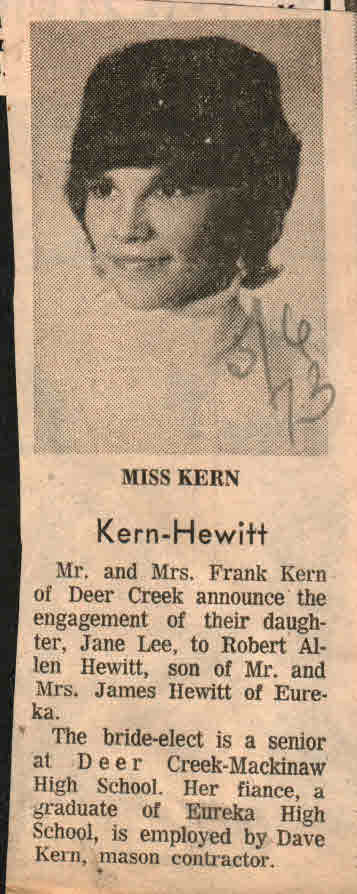 3/6
73
MISS KERN
Kern-Hewitt
Mr. and Mrs. Frank Kern
of Deer Creek announce the
engagement of their daugh-
ter, Jane Lee, to Robert Al-
len Hewitt, son of Mr. and
Mrs. James Hewitt of Eure-
ka.
The bride-elect is a senior
at Deer Creek-Mackinaw
High School. Her fiance, a
graduate of Eureka High
School, is employed by Dave
Kern, mason contractor.